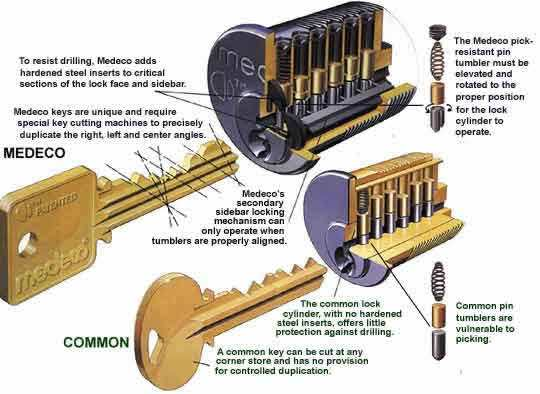 To resist drilling, Medeco adds
hardened steel inserts to critical
sections of the lock face and sidebar.
Medeco keys are unique and require
special key cutting machines to precisely
duplicate the right, left and center angles.
MEDECO
The Medeco pick-
resistant pin
tumbler must be
elevated and
rotated to the
proper position
for the lock
cylinder to
operate.
Medeco's
secondary
sidebar locking
mechanism can
only operate when
tumblers are properly aligned.
PATENTED
medeco
COMMON
The common lock
cylinder, with no hardened
steel inserts, offers little
protection against drilling.
A common key can be cut at any
corner store and has no provision
for controlled duplication.
Common pin
tumblers are
vulnerable to
picking.